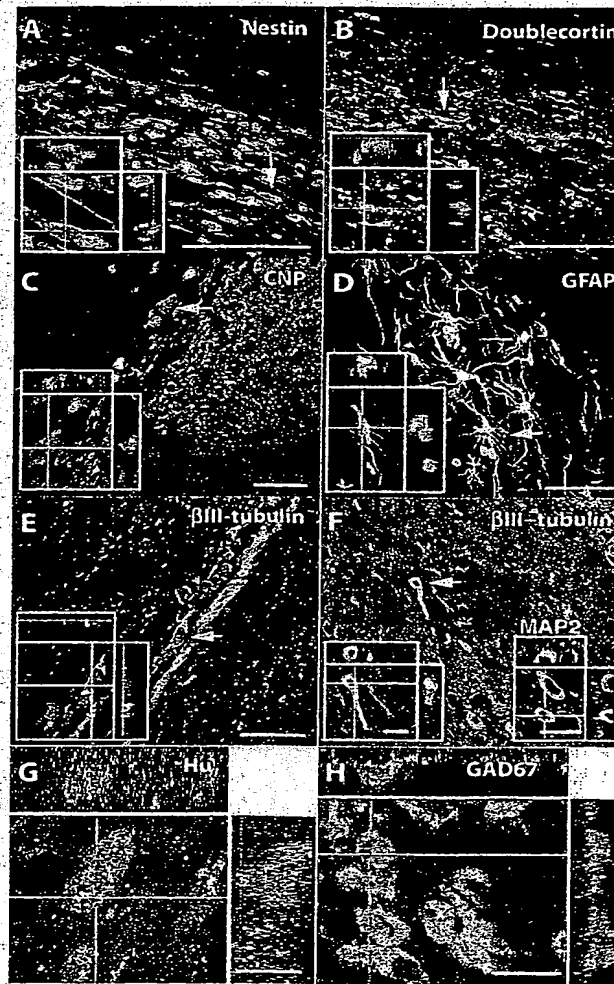 A Nestin
B Doublecortin
C CNP
D GFAP
E βIII-tubulin
F βIII-tubulin
MAP2
G Hu
H GAD67